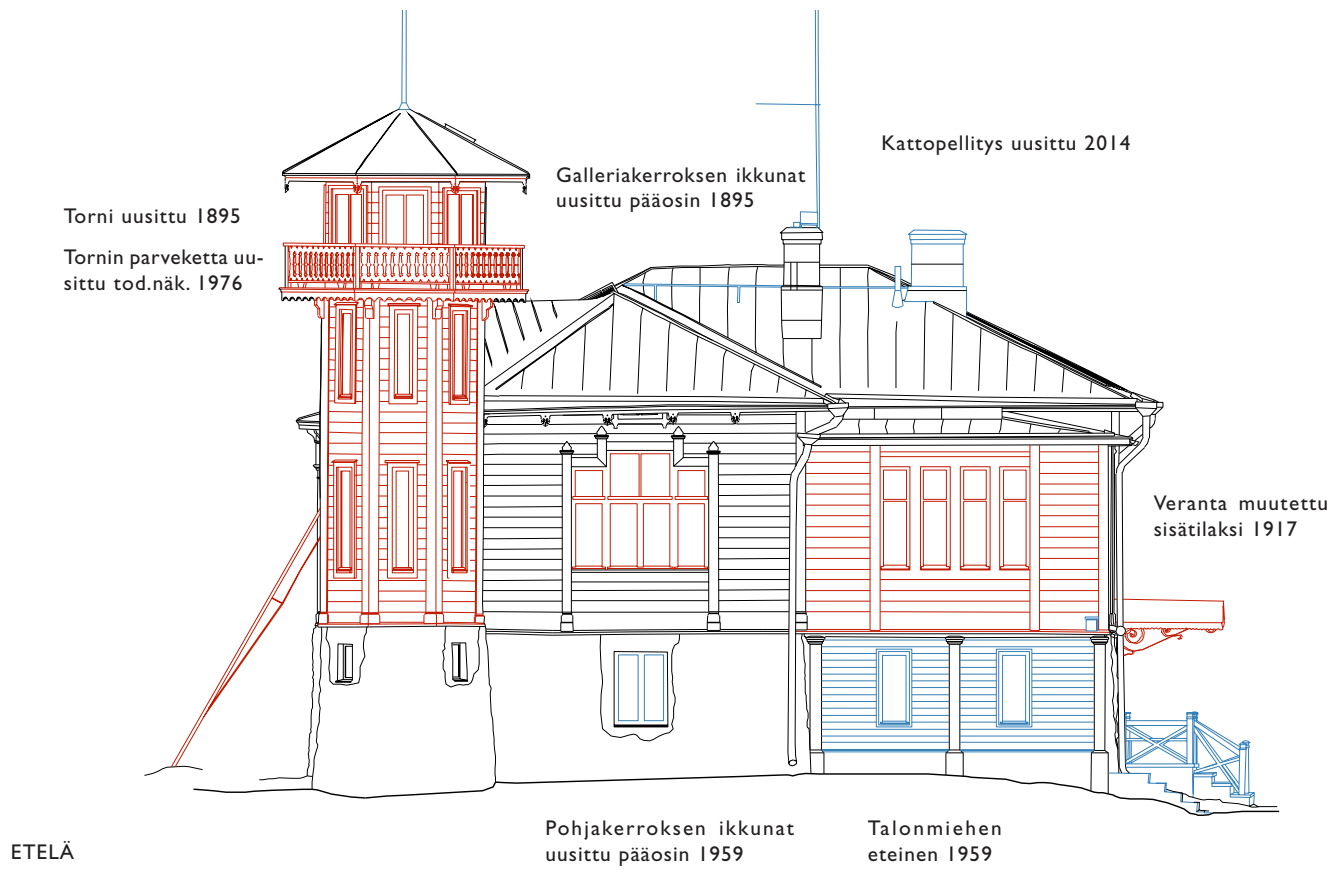 Kattopellitys uusittu 2014
Galleriakerroksen ikkunat
uusittu pääosin 1895
Torni uusittu 1895
Tornin parveketta uu-
sittu tod.näk. 1976
Veranta muutettu
sisätilaksi 1917
Pohjakerroksen ikkunat
uusittu pääosin 1959
Talonmiehen
eteinen 1959
ETELÄ